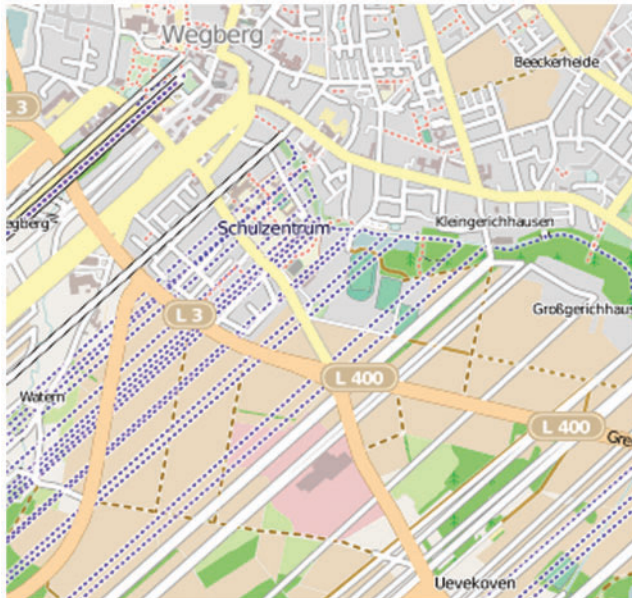 Wegberg
Beeckerheide
L 3
egberg
Schulzentrum
Kleingerichhausen
L 3
Großgerichhaus
L 400
Watern
L 400
Gre
Uevekoven